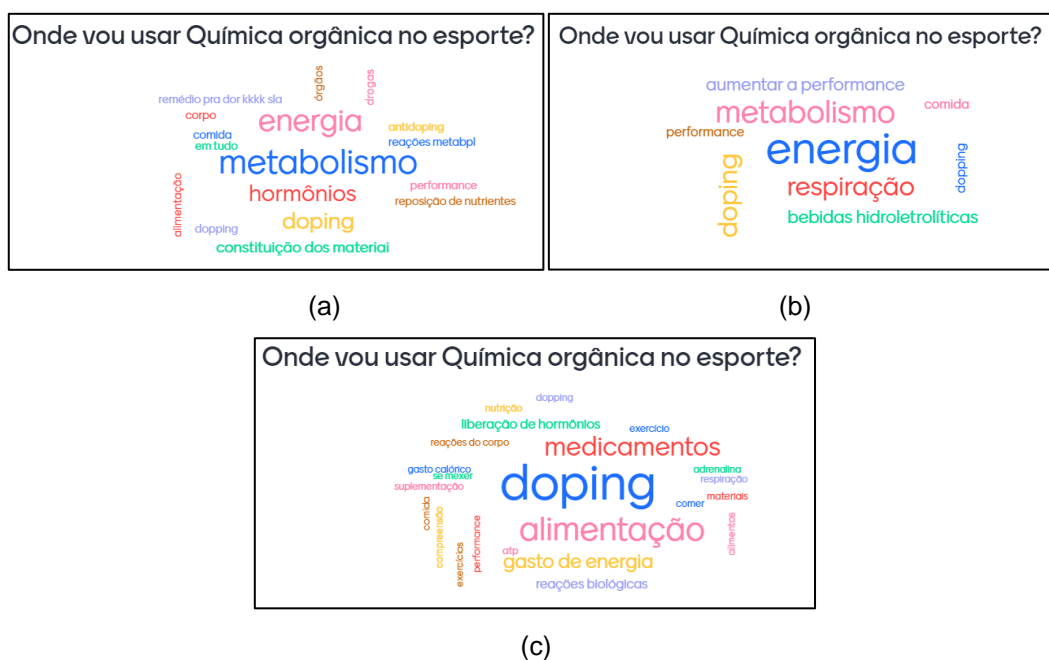 Onde vou usar Química orgânica no esporte?
órgãos
drogas
remédio pra dor kkkk sla
corpo
energia
antidoping
comida
reações metabpl
em tudo
metabolismo
alimentação
hormônios
performance
reposição de nutrientes
doping
dopping
constituição dos materiai
(a)
Onde vou usar Química orgânica no esporte?
aumentar a performance
metabolismo
comida
performance
energia
doping
dopping
respiração
bebidas hidroletrolíticas
(b)
Onde vou usar Química orgânica no esporte?
dopping
nutrição
liberação de hormônios
exercício
reações do corpo
medicamentos
gasto calórico
se mexer
suplementação
doping
adrenalina
respiração
materiais
comer
comida
compreensão
exercícios
performance
alimentação
alimentos
atp
gasto de energia
reações biológicas
(c)